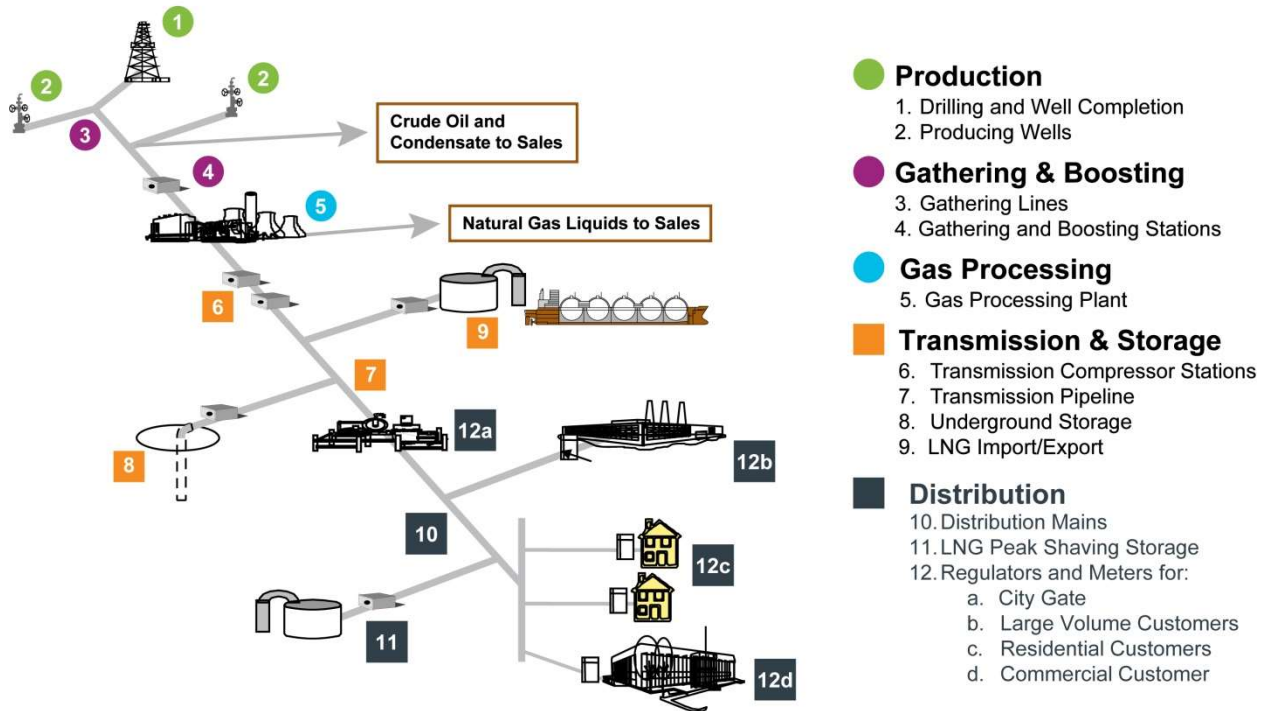 1
2
2
3
Crude Oil and
Condensate to Sales
4
5
Natural Gas Liquids to Sales
6
9
7
8
12a
12b
10
12c
11
12d
Production
1. Drilling and Well Completion
2. Producing Wells
Gathering & Boosting
3. Gathering Lines
4. Gathering and Boosting Stations
Gas Processing
5. Gas Processing Plant
Transmission & Storage
6. Transmission Compressor Stations
7. Transmission Pipeline
8. Underground Storage
9. LNG Import/Export
Distribution
10. Distribution Mains
11. LNG Peak Shaving Storage
12. Regulators and Meters for:
a. City Gate
b. Large Volume Customers
c. Residential Customers
d. Commercial Customer